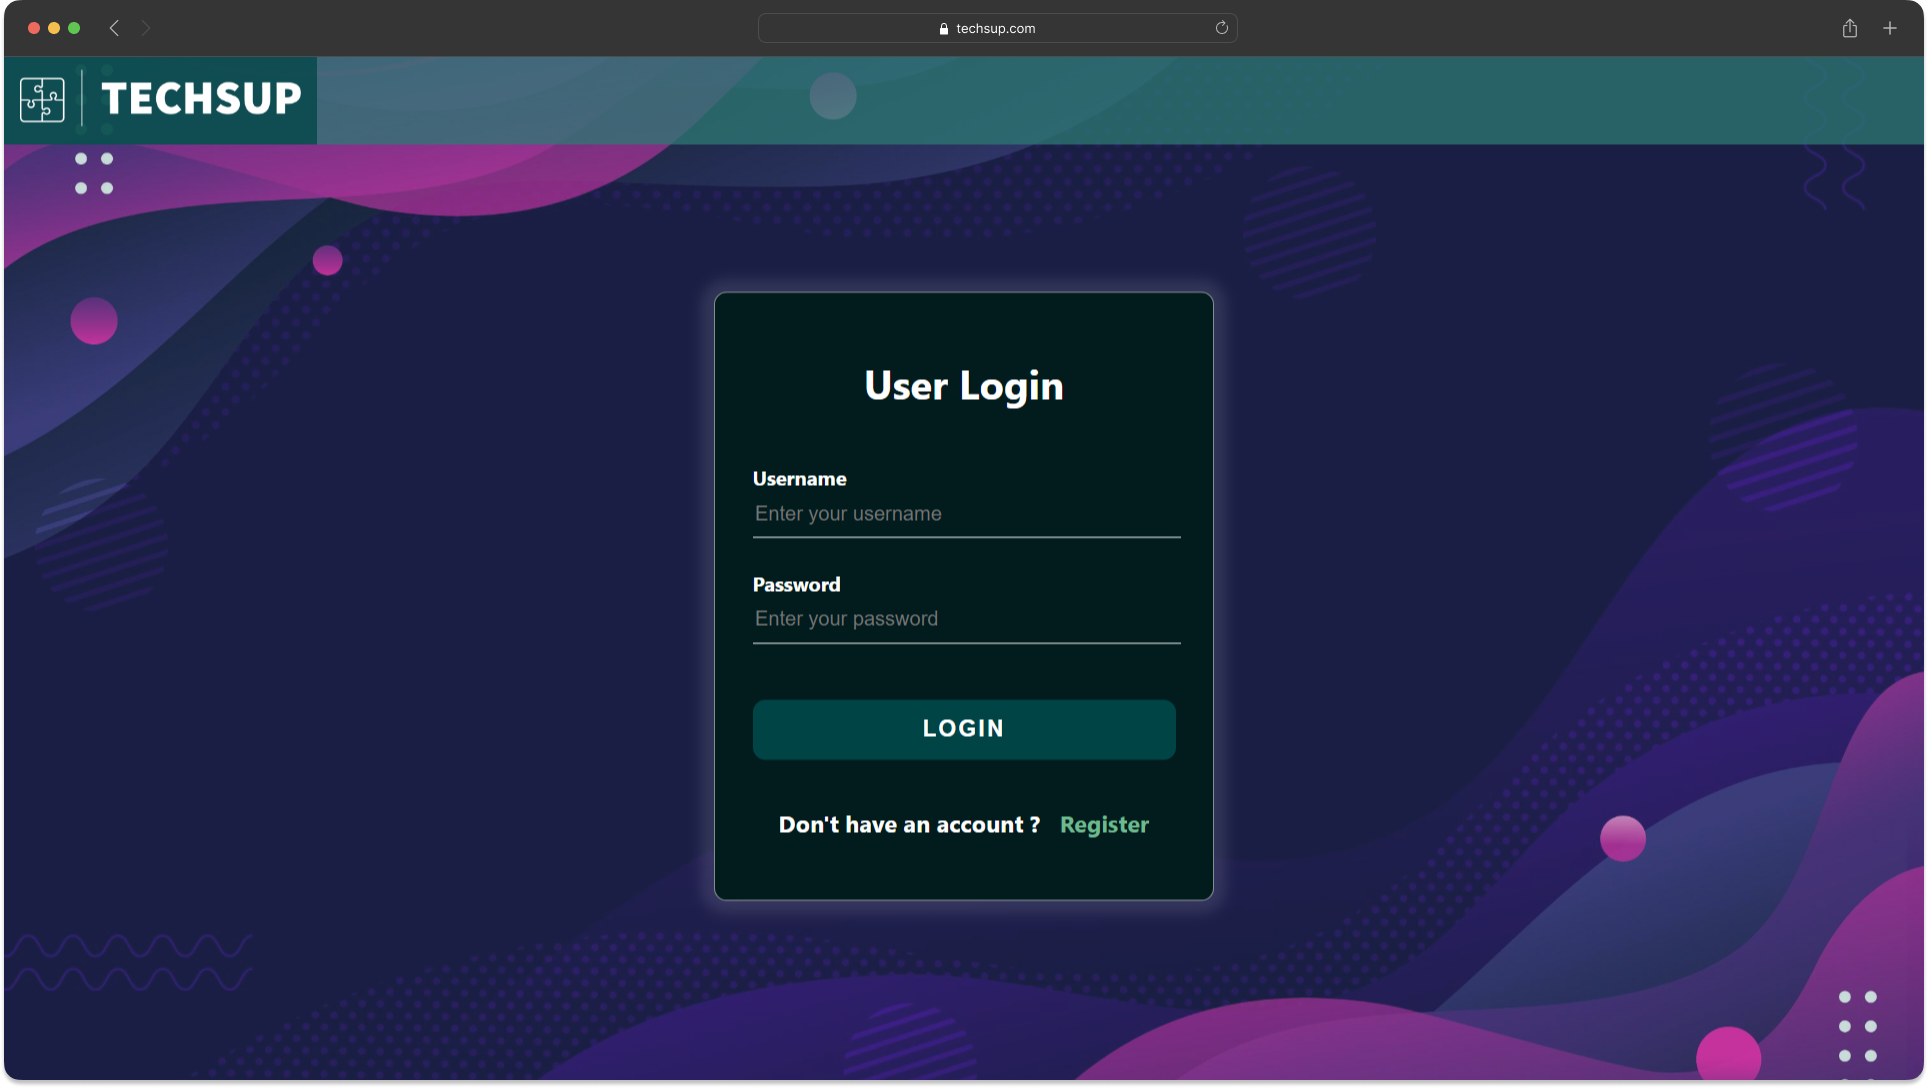 techsup.com
TECHSUP
User Login
Username
Enter your username
Password
Enter your password
LOGIN
Don't have an account ? Register